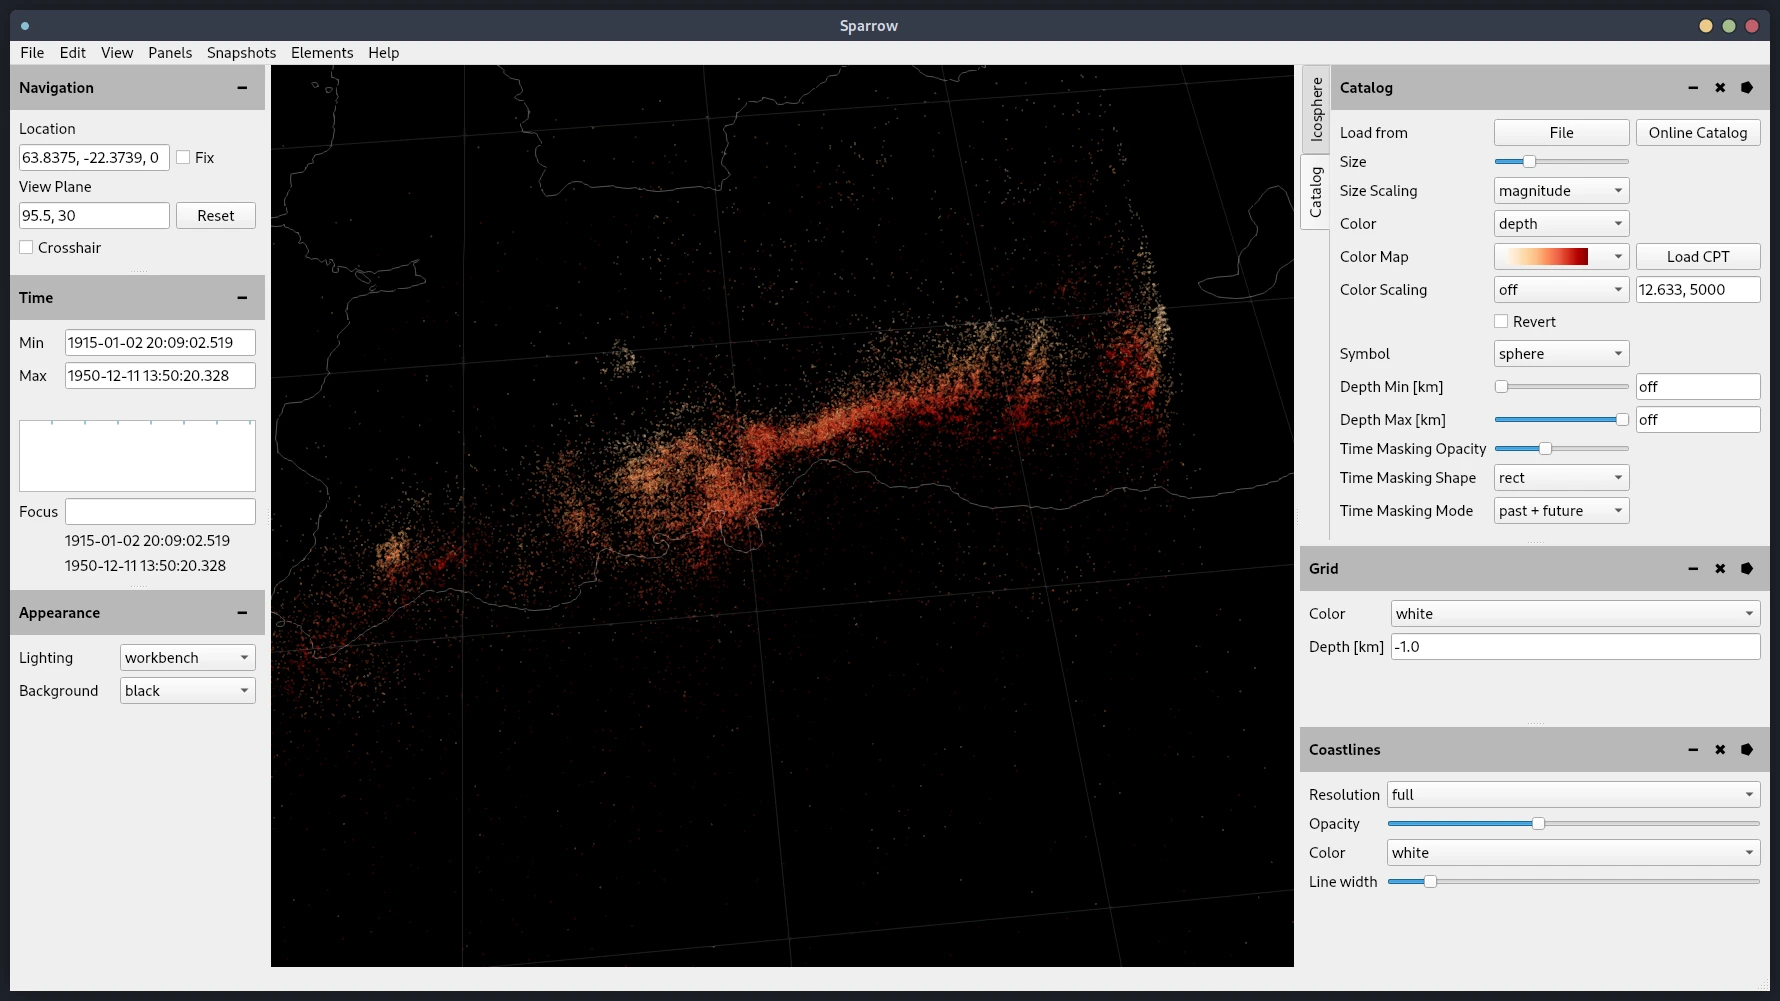 Sparrow
File Edit View Panels Snapshots Elements Help
Navigation
Location
63.8375, -22.3739, 0 Fix
View Plane
95.5, 30 Reset
Crosshair
Time
Min 1915-01-02 20:09:02.519
Max 1950-12-11 13:50:20.328
Focus
1915-01-02 20:09:02.519
1950-12-11 13:50:20.328
Appearance
Lighting workbench
Background black
Icosphere
Catalog
Catalog
Load from File Online Catalog
Size
Size Scaling magnitude
Color depth
Color Map Load CPT
Color Scaling off 12.633, 5000
Revert
Symbol sphere
Depth Min [km] off
Depth Max [km] off
Time Masking Opacity
Time Masking Shape rect
Time Masking Mode past + future
Grid
Color white
Depth [km] -1.0
Coastlines
Resolution full
Opacity
Color white
Line width